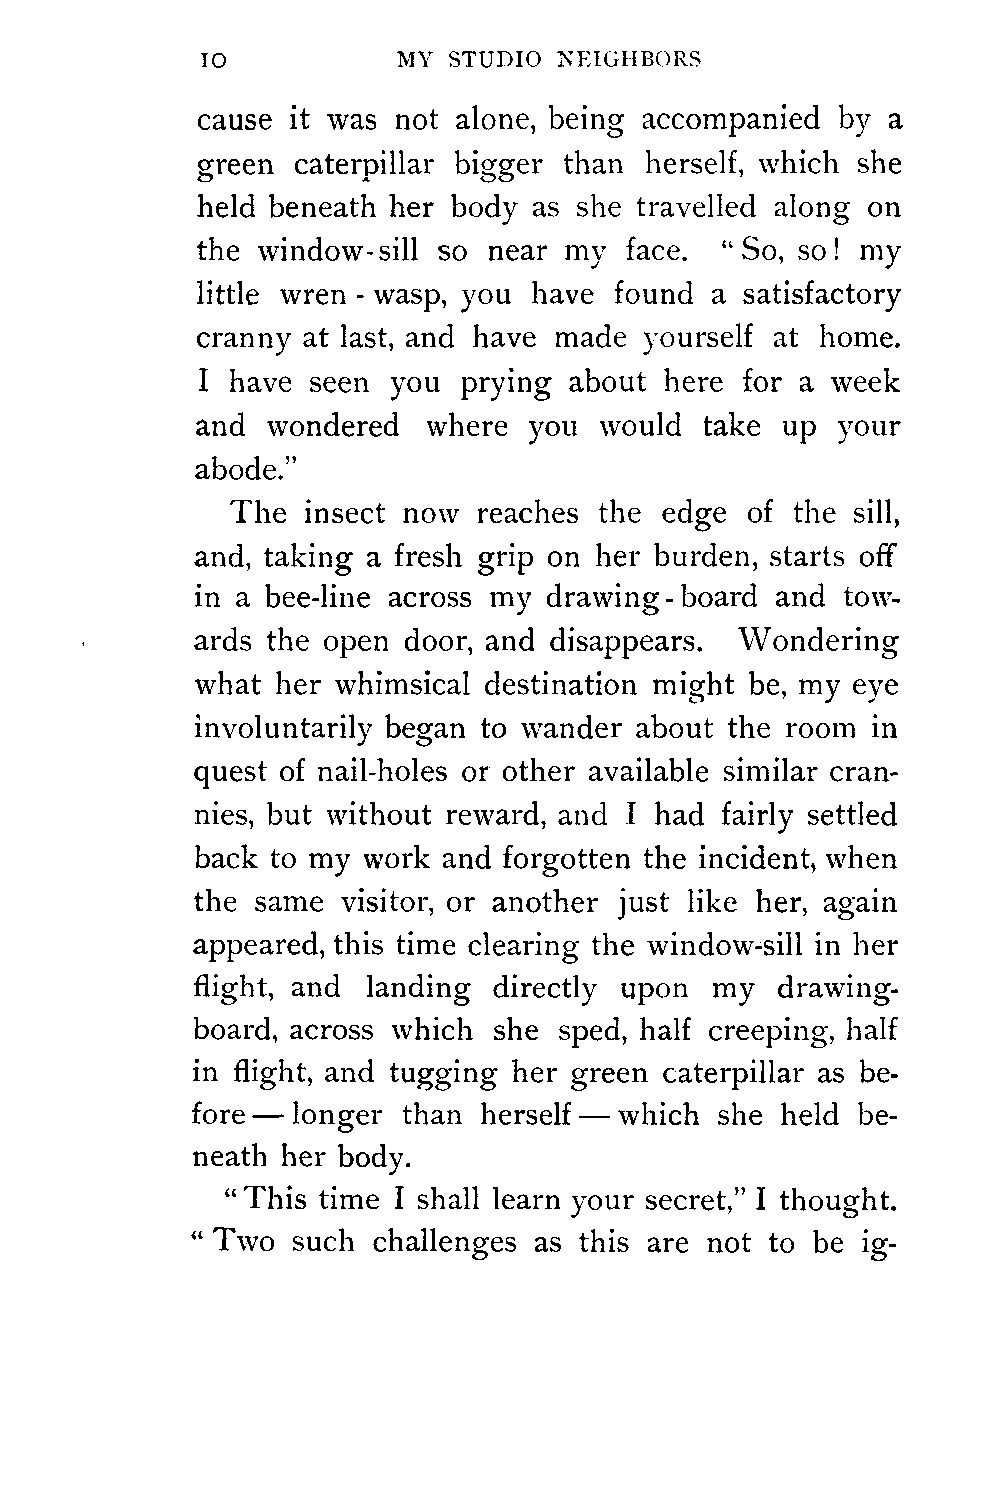 10 MY STUDIO NEIGHBORS
cause it was not alone, being accompanied by a
green caterpillar bigger than herself, which she
held beneath her body as she travelled along on
the window-sill so near my face. “So, so! my
little wren-wasp, you have found a satisfactory
cranny at last, and have made yourself at home.
I have seen you prying about here for a week
and wondered where you would take up your
abode.”
The insect now reaches the edge of the sill,
and, taking a fresh grip on her burden, starts off
in a bee-line across my drawing-board and tow-
ards the open door, and disappears. Wondering
what her whimsical destination might be, my eye
involuntarily began to wander about the room in
quest of nail-holes or other available similar cran-
nies, but without reward, and I had fairly settled
back to my work and forgotten the incident, when
the same visitor, or another just like her, again
appeared, this time clearing the window-sill in her
flight, and landing directly upon my drawing-
board, across which she sped, half creeping, half
in flight, and tugging her green caterpillar as be-
fore — longer than herself — which she held be-
neath her body.
“This time I shall learn your secret,” I thought.
“Two such challenges as this are not to be ig-